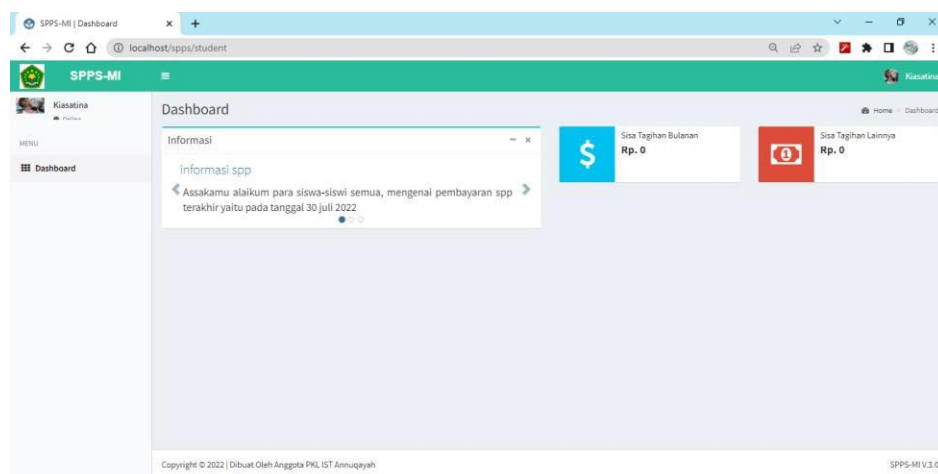 SPPS-MI | Dashboard
localhost/spps/student
SPPS-MI
Kiasatina
Kiasatina
Online
MENU
Dashboard
Dashboard
Home
Dashboard
Informasi
informasi spp
Assakamu alaikum para siswa-siswi semua, mengenai pembayaran spp
terakhir yaitu pada tanggal 30 juli 2022
Sisa Tagihan Bulanan
Rp. 0
Sisa Tagihan Lainnya
Rp. 0
Copyright © 2022 | Dibuat Oleh Anggota PKL IST Annuqayah
SPPS-MI V.3.0